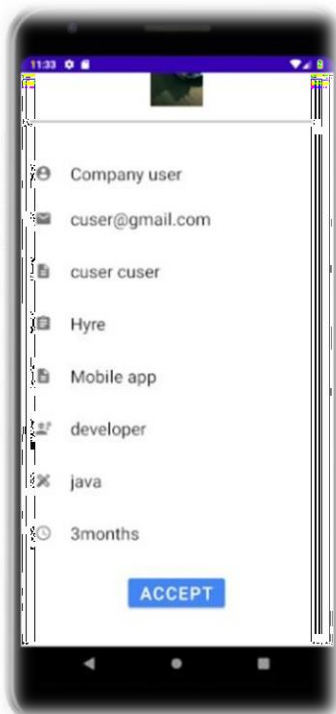 11:33
Company user
cuser@gmail.com
cuser cuser
Hyre
Mobile app
developer
java
3months
ACCEPT